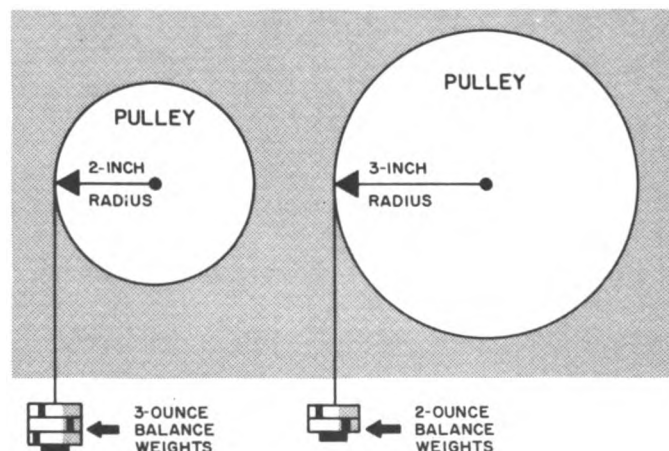 PULLEY
2-INCH
RADIUS
3-OUNCE
BALANCE
WEIGHTS
PULLEY
3-INCH
RADIUS
2-OUNCE
BALANCE
WEIGHTS